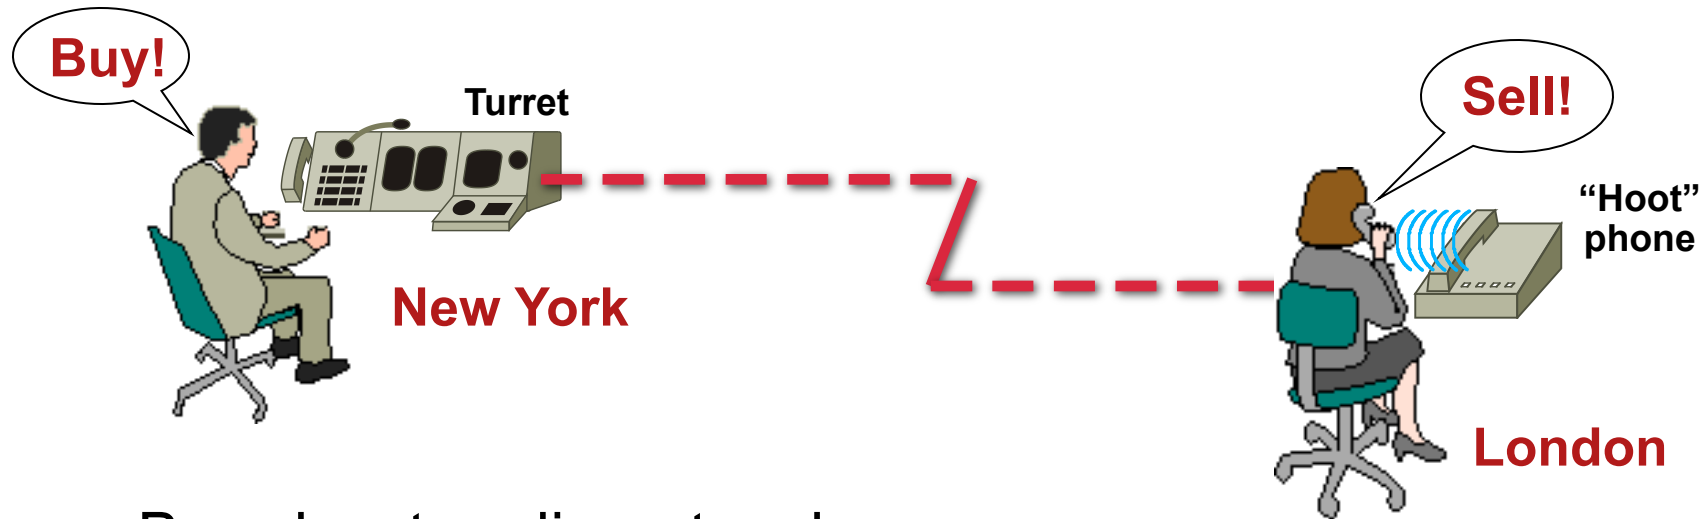 Buy!
Turret
Sell!
“Hoot”
phone
New York
London